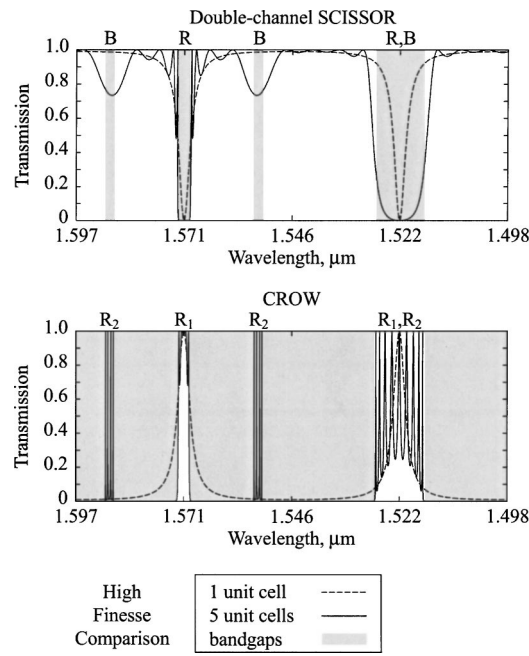 Double-channel SCISSOR
B R B R,B
Transmission
1.0
0.8
0.6
0.4
0.2
0
1.597 1.571 1.546 1.522 1.498
Wavelength, μm
CROW
R2 R1 R2 R1,R2
Transmission
1.0
0.8
0.6
0.4
0.2
0
1.597 1.571 1.546 1.522 1.498
Wavelength, μm
High 1 unit cell
Finesse 5 unit cells
Comparison bandgaps